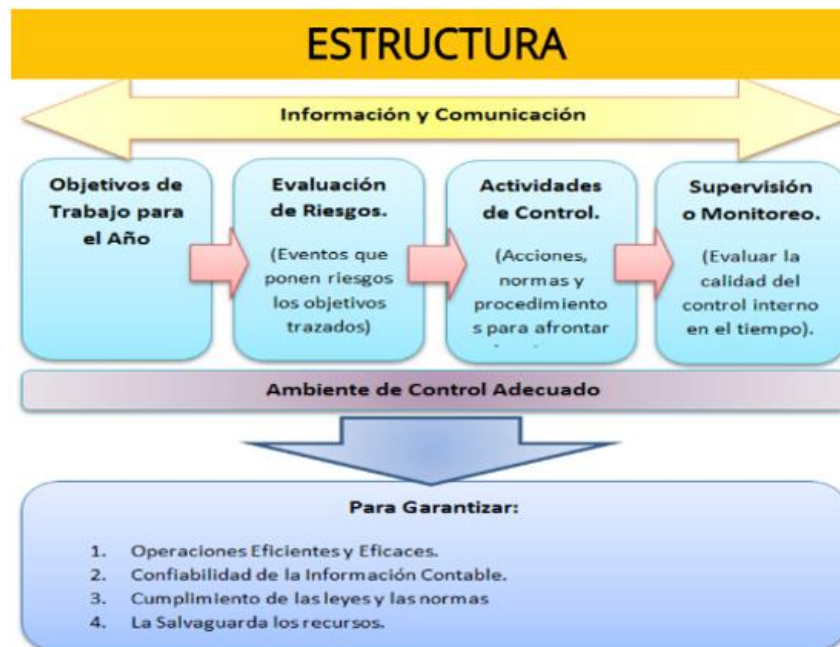 ESTRUCTURA
Información y Comunicación
Objetivos de
Trabajo para
el Año
Evaluación
de Riesgos.
(Eventos que
ponen riesgos
los objetivos
trazados)
Actividades
de Control.
(Acciones,
normas y
procedimiento
s para afrontar
Supervisión
o Monitoreo.
(Evaluar la
calidad del
control interno
en el tiempo).
Ambiente de Control Adecuado
Para Garantizar:
1. Operaciones Eficientes y Eficaces.
2. Confiabilidad de la Información Contable.
3. Cumplimiento de las leyes y las normas
4. La Salvaguarda los recursos.